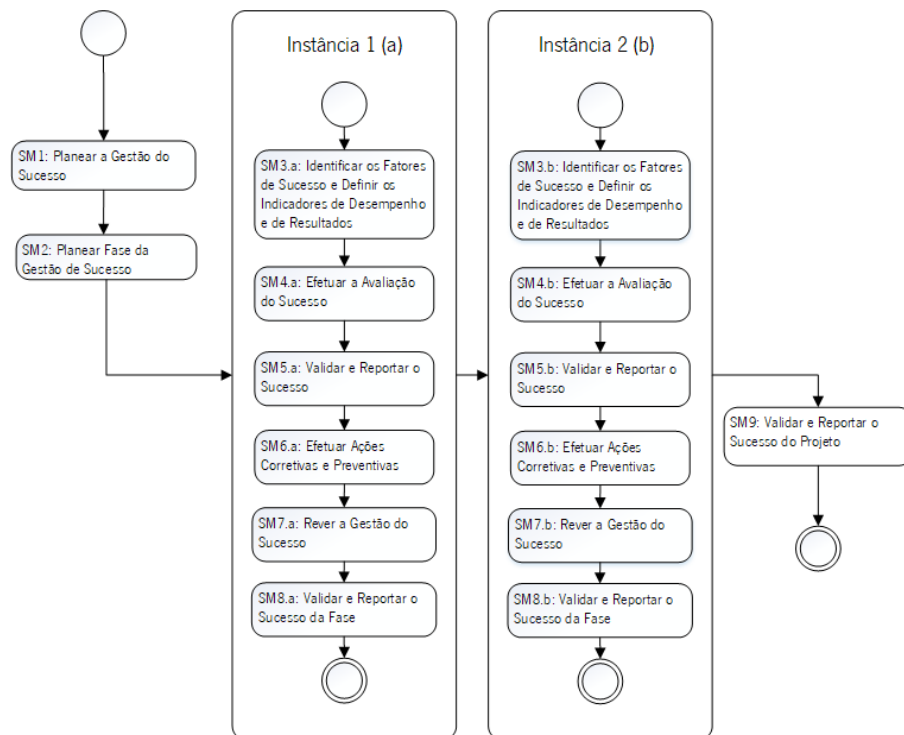 SM1: Planear a Gestão do
Sucesso
SM2: Planear Fase da
Gestão de Sucesso
Instância 1 (a)
SM3.a: Identificar os Fatores
de Sucesso e Definir os
Indicadores de Desempenho
e de Resultados
SM4.a: Efetuar a Avaliação
do Sucesso
SM5.a: Validar e Reportar o
Sucesso
SM6.a: Efetuar Ações
Corretivas e Preventivas
SM7.a: Rever a Gestão do
Sucesso
SM8.a: Validar e Reportar o
Sucesso da Fase
Instância 2 (b)
SM3.b: Identificar os Fatores
de Sucesso e Definir os
Indicadores de Desempenho
e de Resultados
SM4.b: Efetuar a Avaliação
do Sucesso
SM5.b: Validar e Reportar o
Sucesso
SM6.b: Efetuar Ações
Corretivas e Preventivas
SM7.b: Rever a Gestão do
Sucesso
SM8.b: Validar e Reportar o
Sucesso da Fase
SM9: Validar e Reportar o
Sucesso do Projeto